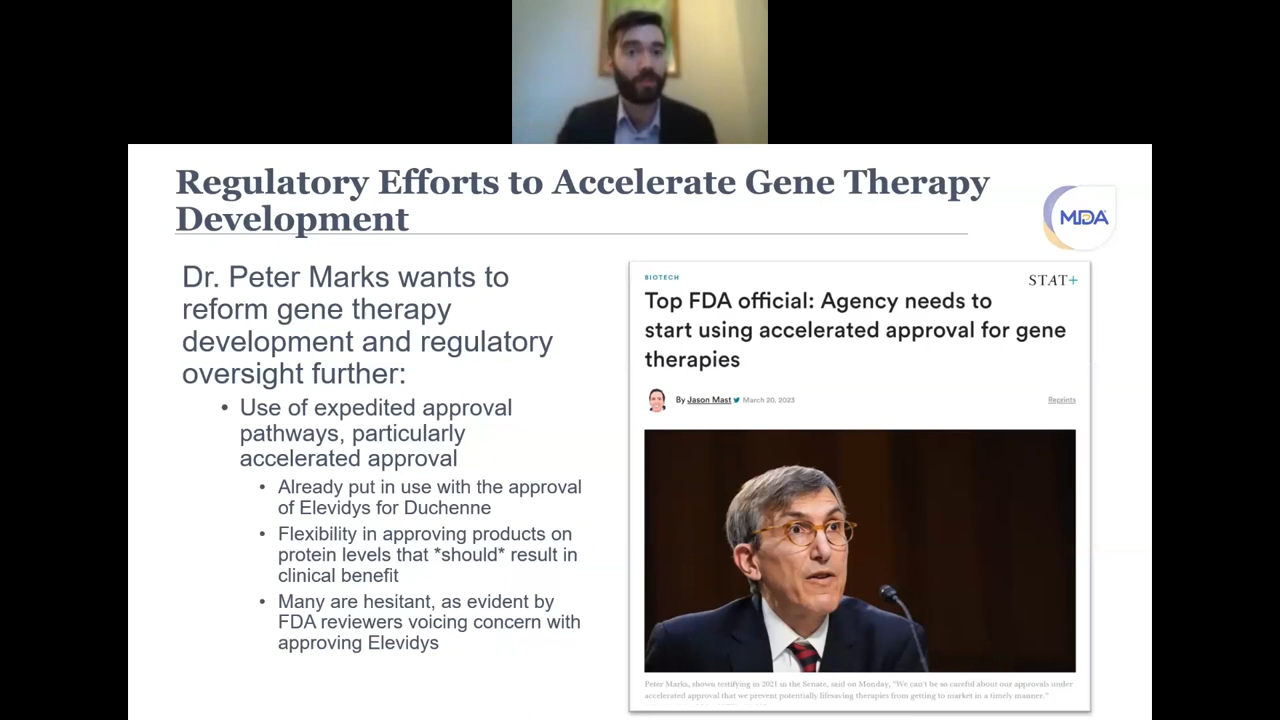 Regulatory Efforts to Accelerate Gene Therapy
Development
MDA
Dr. Peter Marks wants to
reform gene therapy
development and regulatory
oversight further:
• Use of expedited approval
pathways, particularly
accelerated approval
• Already put in use with the approval
of Elevidys for Duchenne
• Flexibility in approving products on
protein levels that *should* result in
clinical benefit
• Many are hesitant, as evident by
FDA reviewers voicing concern with
approving Elevidys
BIOTECH
STAT+
Top FDA official: Agency needs to
start using accelerated approval for gene
therapies
By Jason Mast March 20, 2023
Reprints
Peter Marks, shown testifying in 2021 in the Senate, said on Monday, "We can't be so careful about our approvals under
accelerated approval that we prevent potentially lifesaving therapies from getting to market in a timely manner."